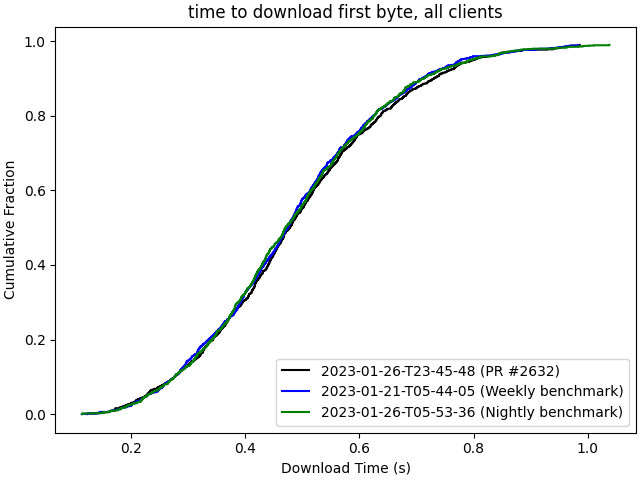 time to download first byte, all clients
1.0
0.8
0.6
0.4
0.2
0.0
Cumulative Fraction
2023-01-26-T23-45-48 (PR #2632)
2023-01-21-T05-44-05 (Weekly benchmark)
2023-01-26-T05-53-36 (Nightly benchmark)
0.2 0.4 0.6 0.8 1.0
Download Time (s)